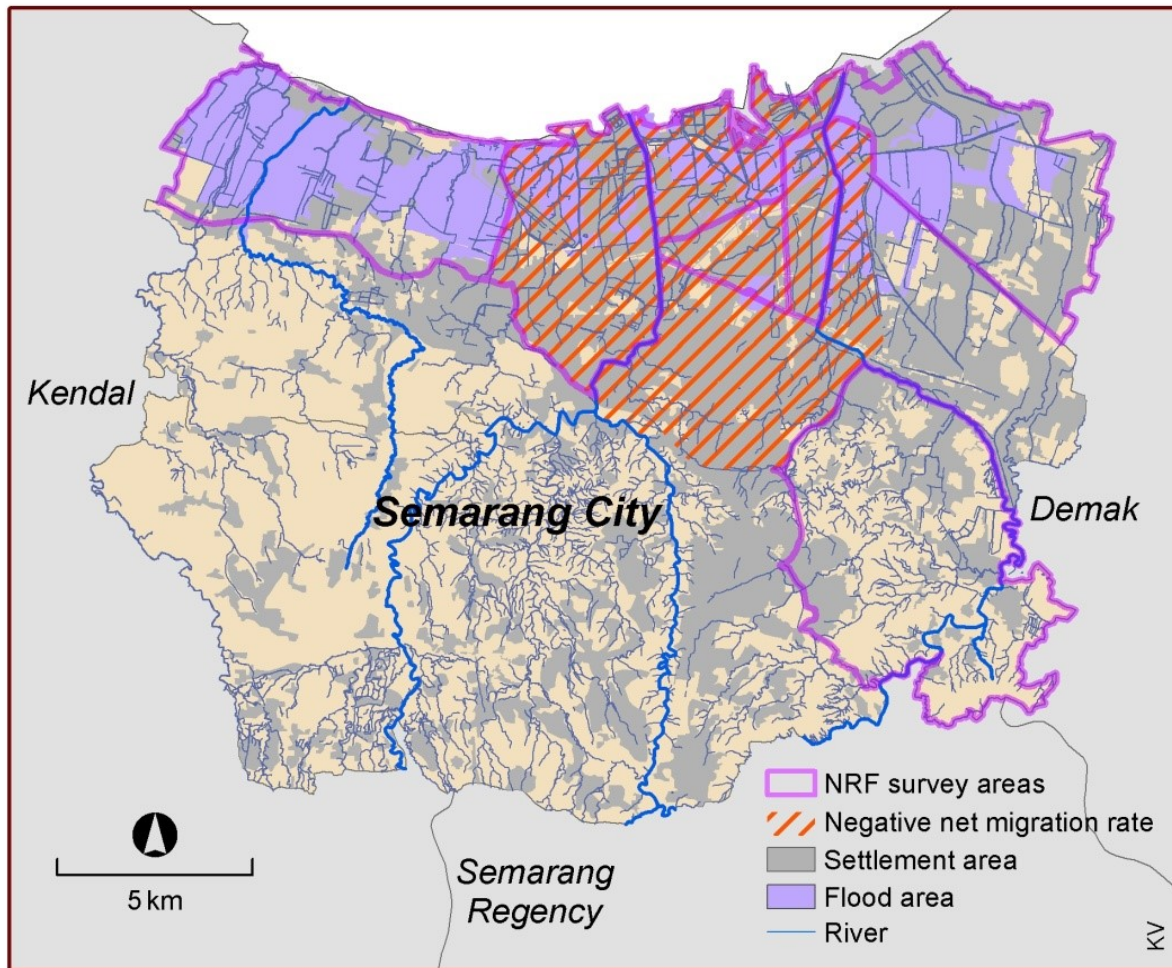 Kendal
Semarang City
Demak
NRF survey areas
Negative net migration rate
Settlement area
Flood area
River
5 km
Semarang
Regency
KV